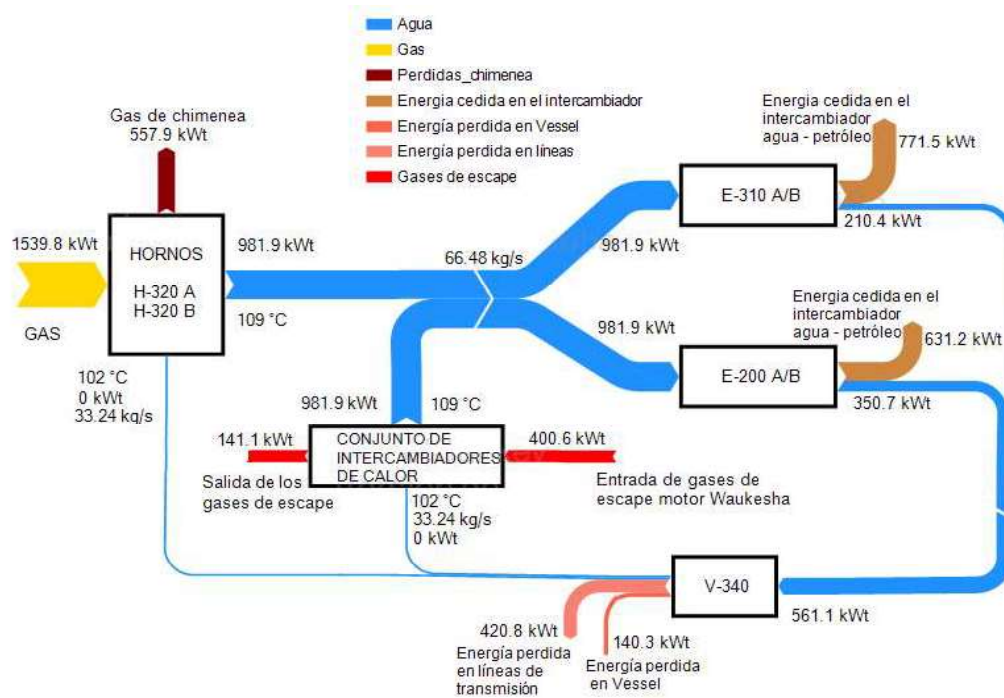 Agua
Gas
Perdidas_chimenea
Energia cedida en el intercambiador
Energía perdida en Vessel
Energía perdida en líneas
Gases de escape
Gas de chimenea
557.9 kWt
1539.8 kWt
GAS
HORNOS
H-320 A
H-320 B
981.9 kWt
109 °C
102 °C
0 kWt
33.24 kg/s
66.48 kg/s
981.9 kWt
E-310 A/B
Energia cedida en el
intercambiador
agua - petróleo
771.5 kWt
210.4 kWt
981.9 kWt
E-200 A/B
Energia cedida en el
intercambiador
agua - petróleo
631.2 kWt
350.7 kWt
981.9 kWt
109 °C
141.1 kWt
Salida de los
gases de escape
CONJUNTO DE
INTERCAMBIADORES
DE CALOR
400.6 kWt
Entrada de gases de
escape motor Waukesha
102 °C
33.24 kg/s
0 kWt
V-340
561.1 kWt
420.8 kWt
Energía perdida
en líneas de
transmisión
140.3 kWt
Energía perdida
en Vessel